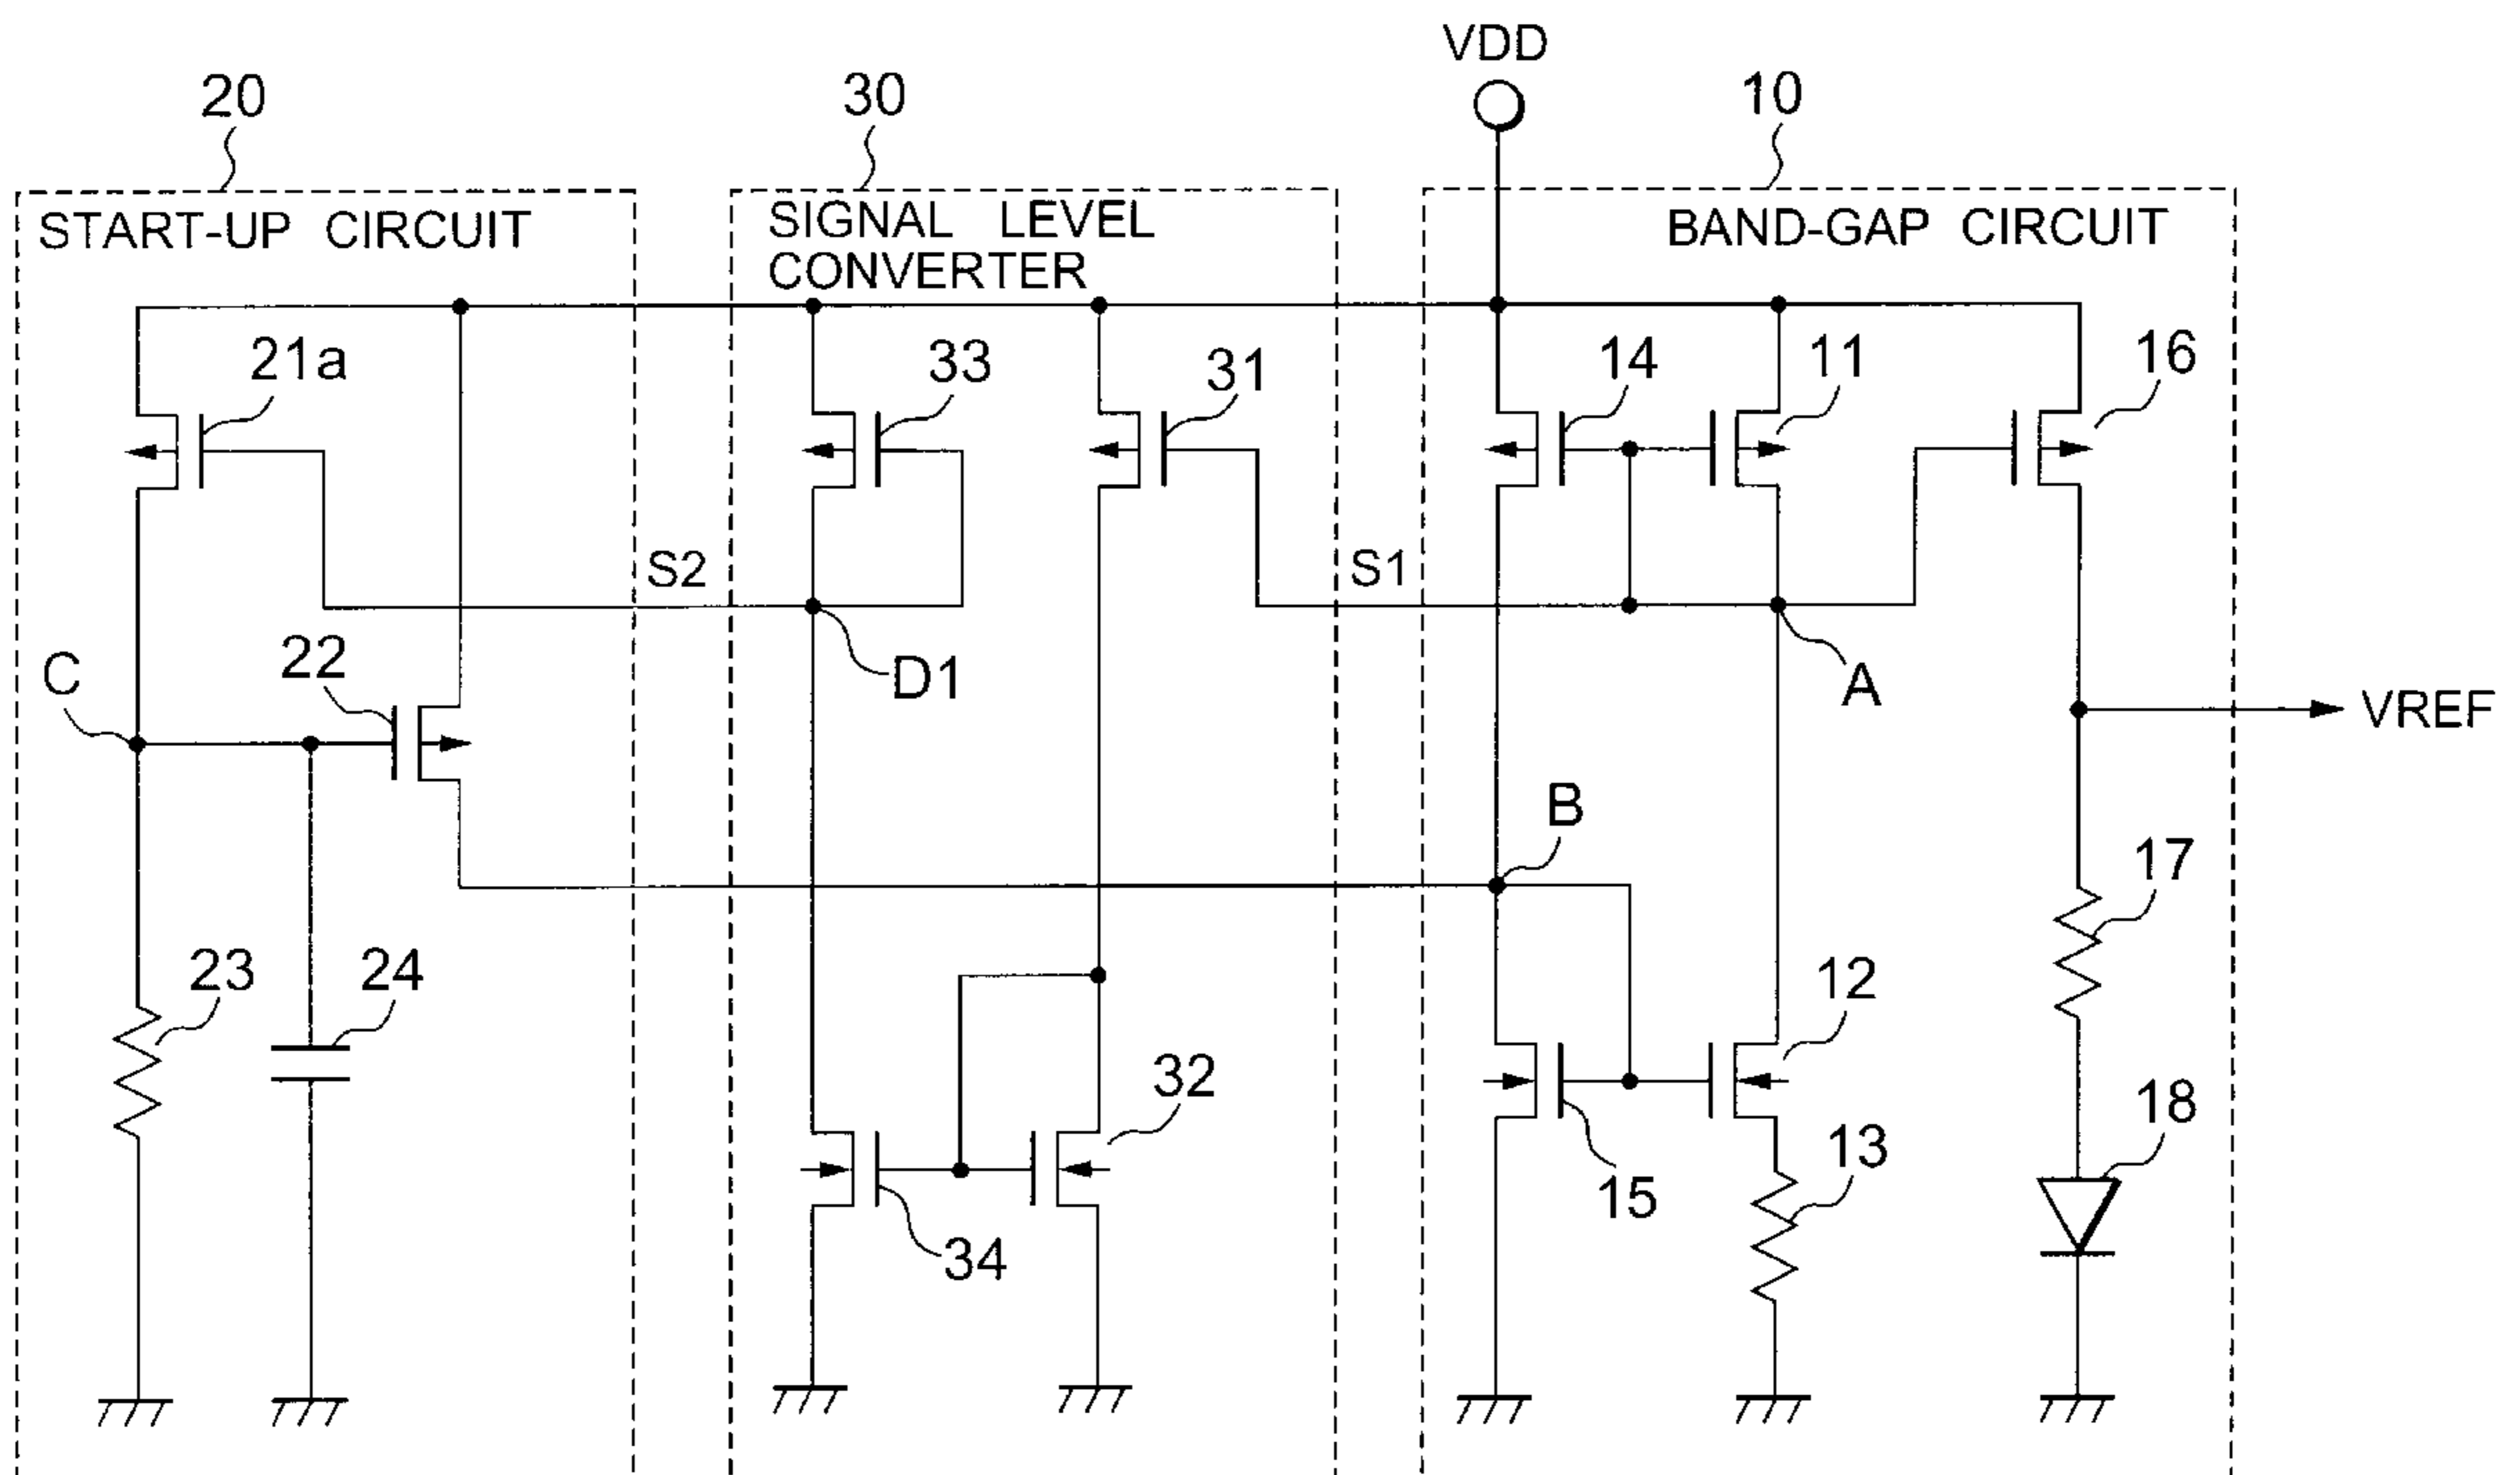 VDD
20
30
10
START-UP CIRCUIT
SIGNAL LEVEL
CONVERTER
BAND-GAP CIRCUIT
21a
33
31
14
11
16
S2
S1
C
22
D1
A
VREF
B
17
23
24
12
32
18
13
15
34